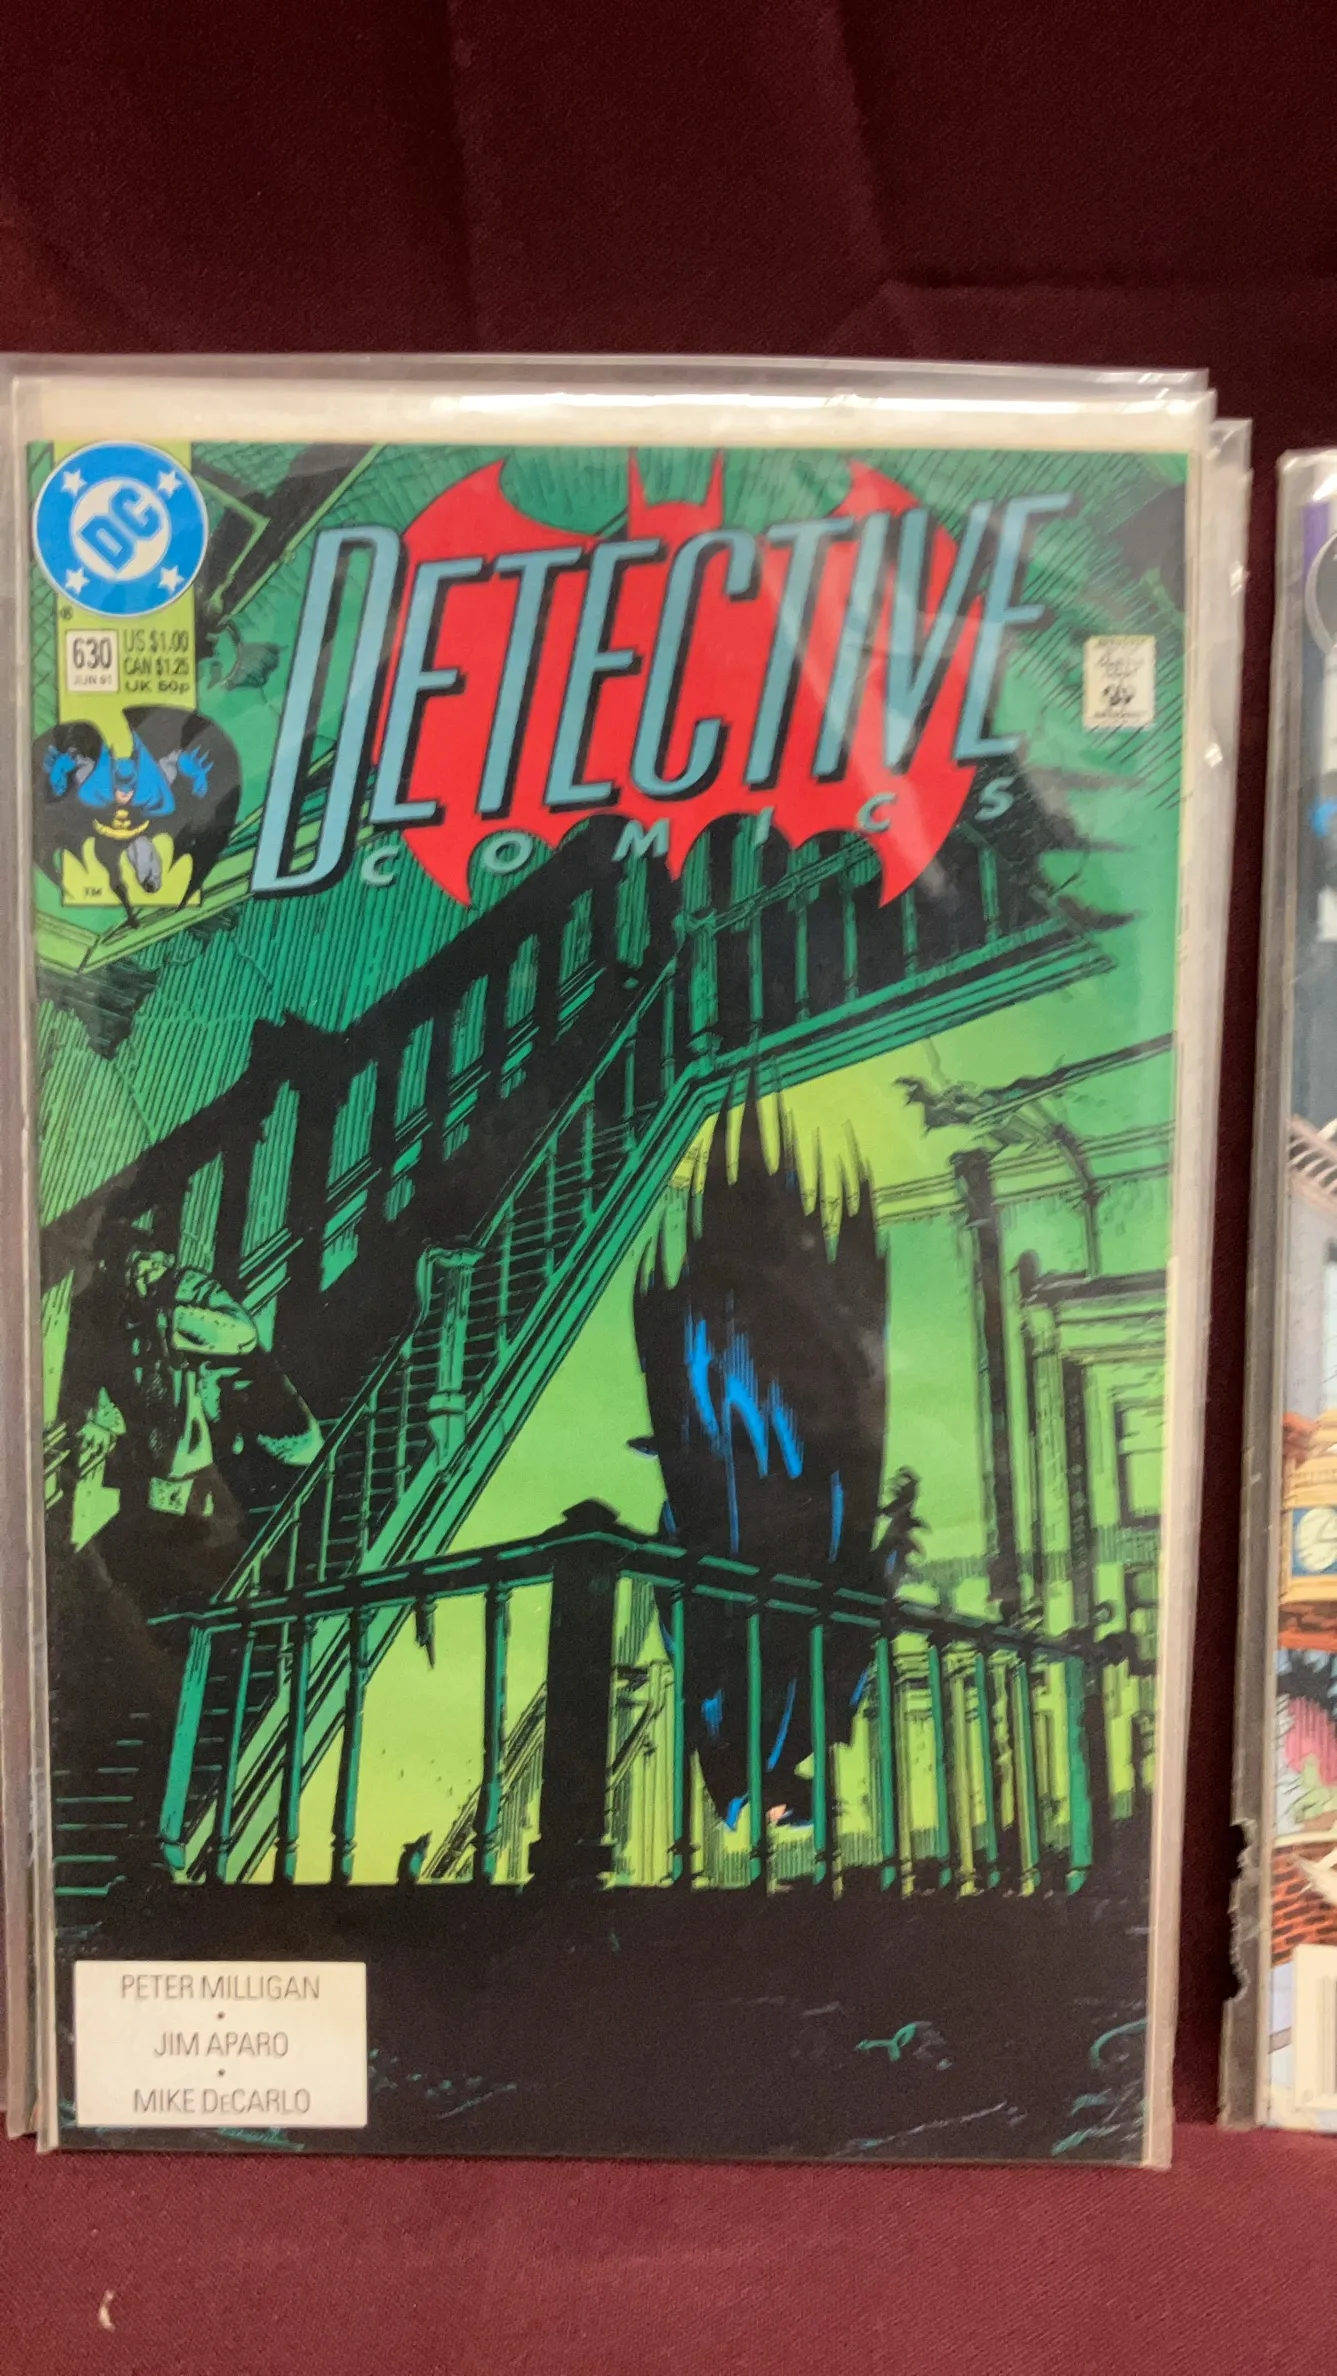 DC
®
630
JUN 91
US $1.00
CAN $1.25
UK 50p
TM
DETECTIVE
COMICS
PETER MILLIGAN
•
JIM APARO
•
MIKE DECARLO